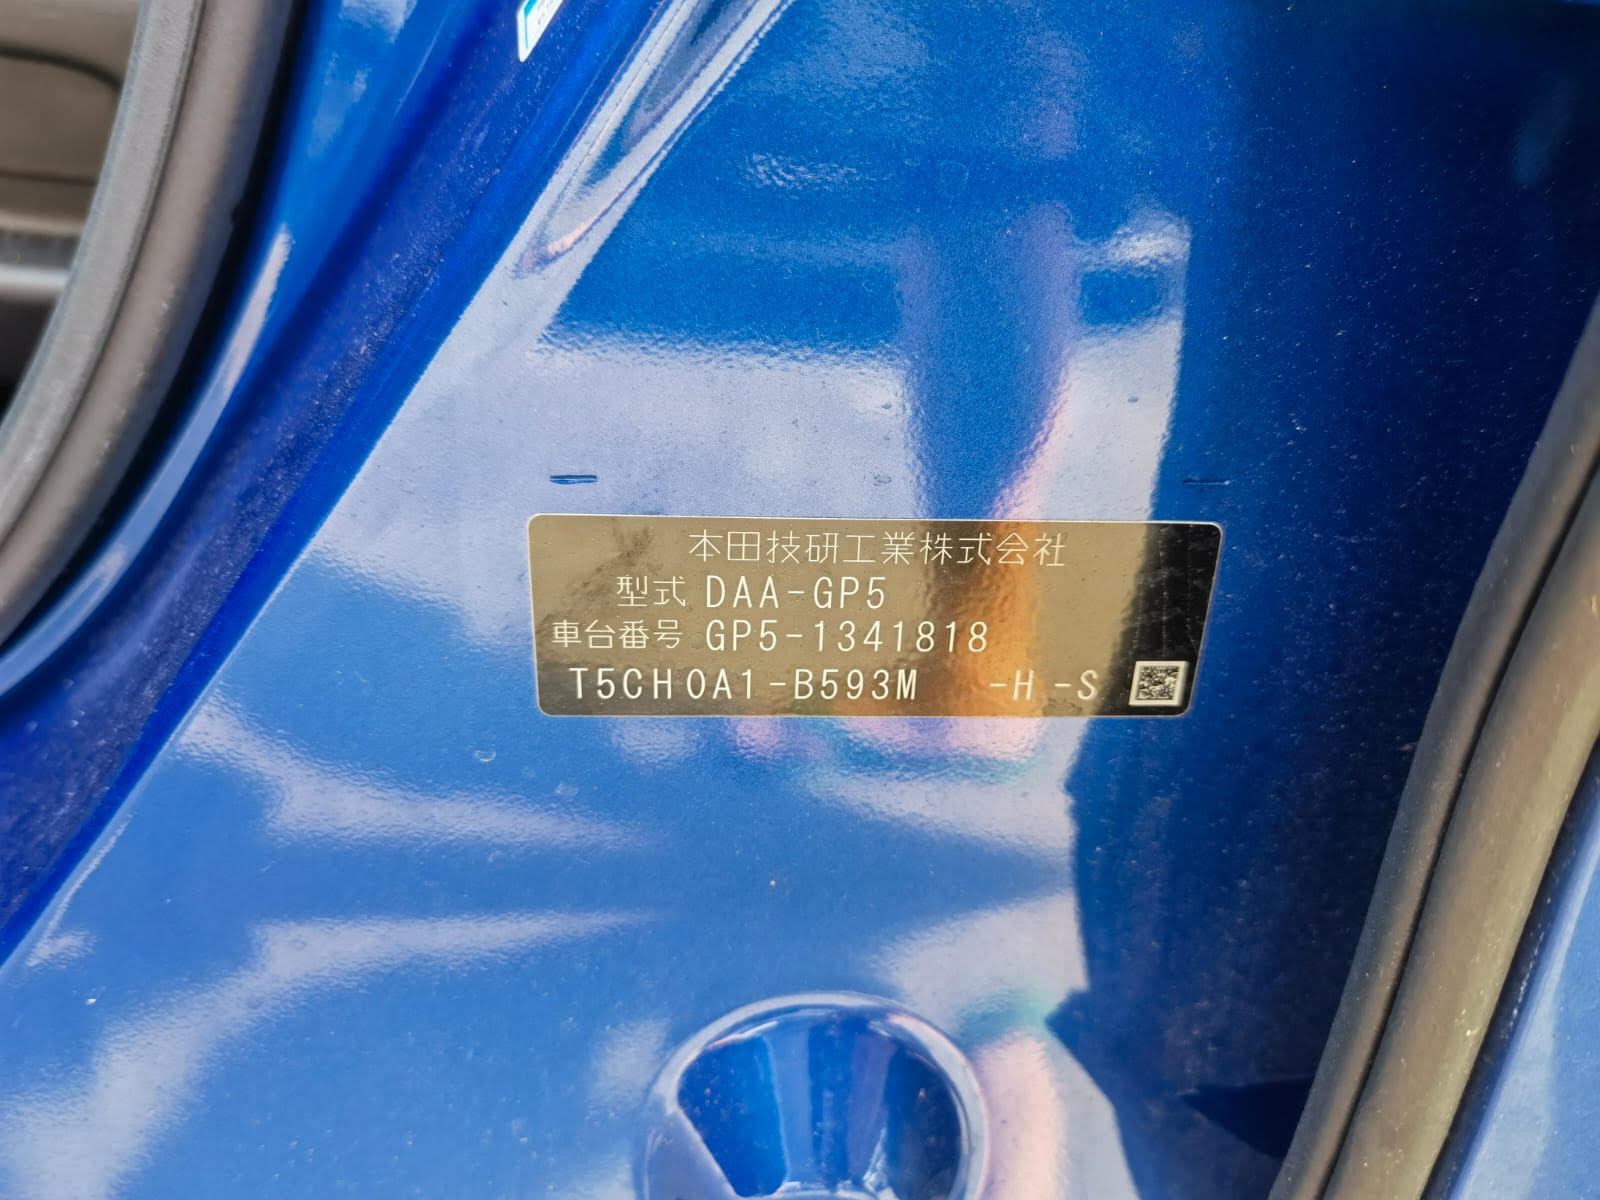 本田技研工業株式会社
型式 DAA-GP5
車台番号 GP5-1341818
T5CH0A1-B593M -H -S